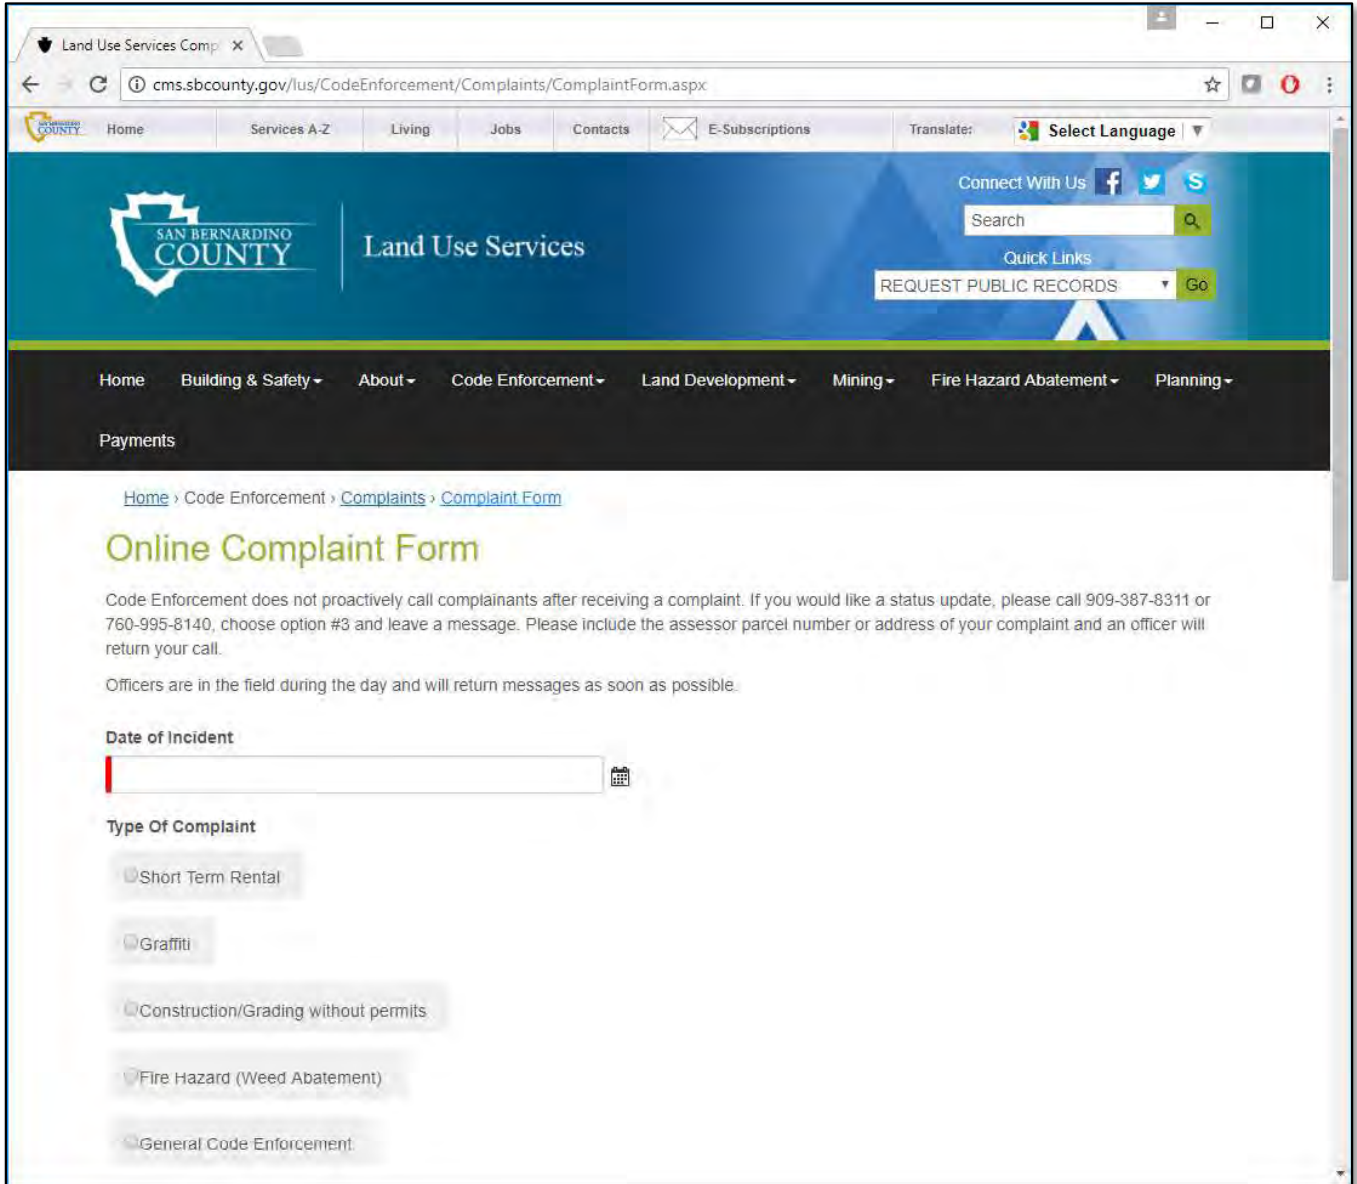 Land Use Services Comp
cms.sbcounty.gov/lus/CodeEnforcement/Complaints/ComplaintForm.aspx
SAN BERNARDINO COUNTY Home Services A-Z Living Jobs Contacts E-Subscriptions Translate: Select Language ▼
Connect With Us
Search
SAN BERNARDINO
COUNTY
Land Use Services
Quick Links
REQUEST PUBLIC RECORDS Go
Home Building & Safety About Code Enforcement Land Development Mining Fire Hazard Abatement Planning
Payments
Home › Code Enforcement › Complaints › Complaint Form
Online Complaint Form
Code Enforcement does not proactively call complainants after receiving a complaint. If you would like a status update, please call 909-387-8311 or
760-995-8140, choose option #3 and leave a message. Please include the assessor parcel number or address of your complaint and an officer will
return your call.
Officers are in the field during the day and will return messages as soon as possible.
Date of Incident
Type Of Complaint
Short Term Rental
Graffiti
Construction/Grading without permits
Fire Hazard (Weed Abatement)
General Code Enforcement